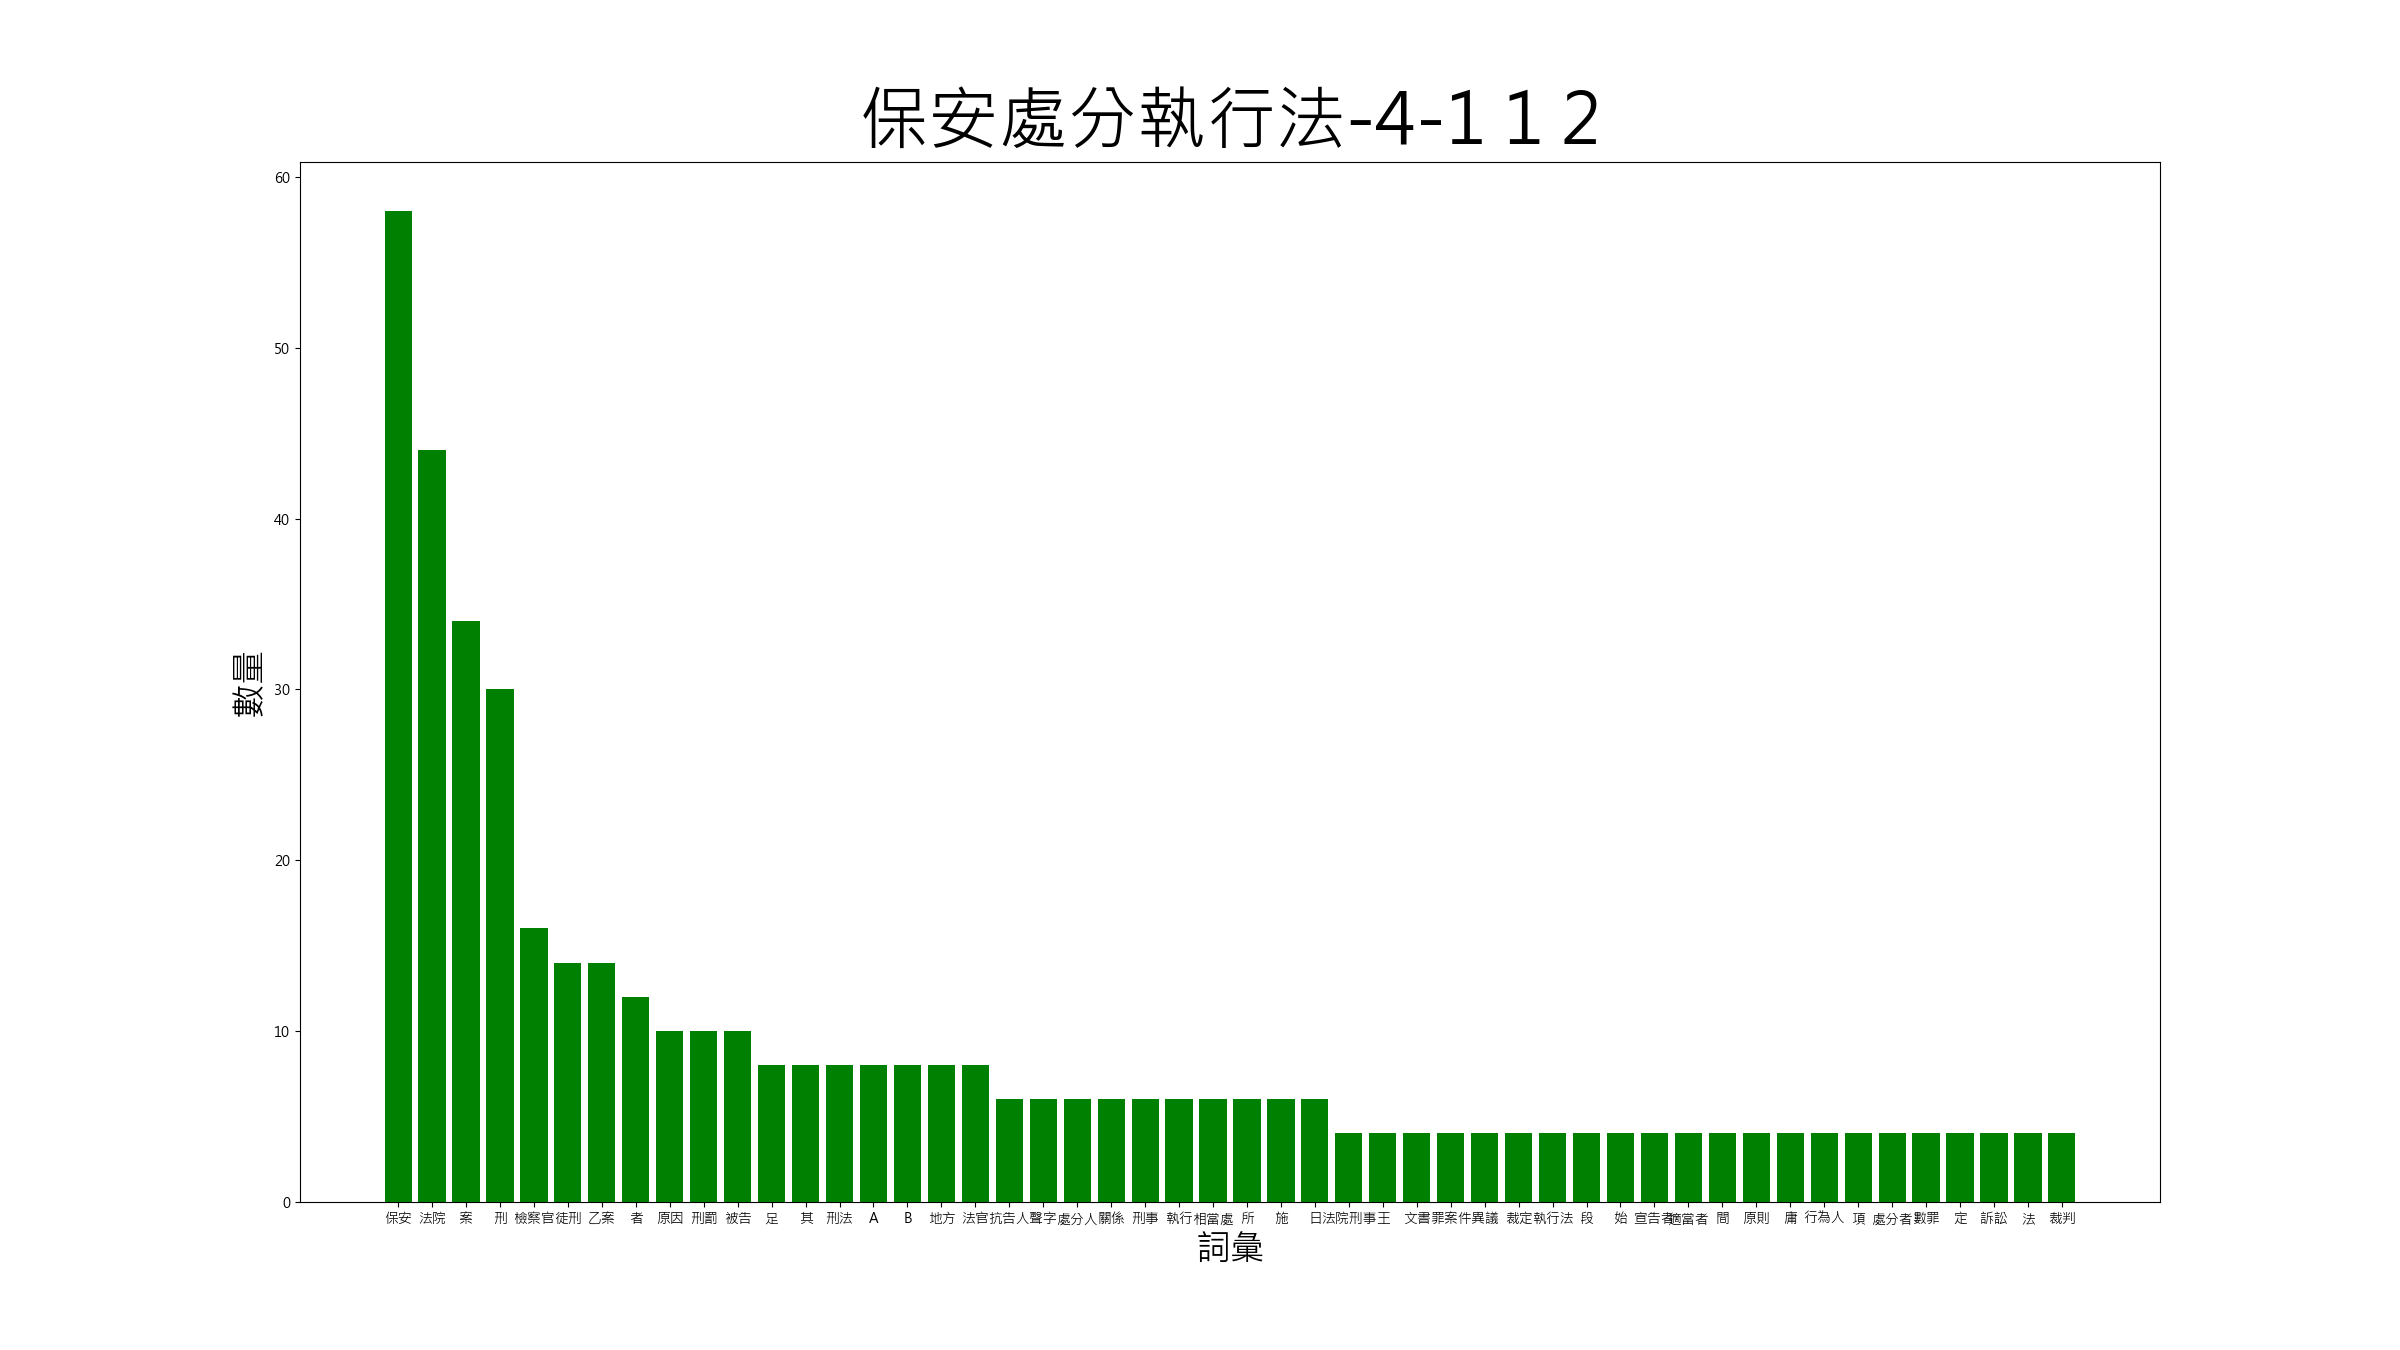 保安處分執行法-4-1 1 2
60
50
40
30
20
10
0
數量
保安 法院 案 刑 檢察官 徒刑 乙案 者 原因 刑罰 被告 足 其 刑法 A B 地方 法官 抗告人 聲字 處分人 關係 刑事 執行 相當處 所 施 日 法院刑事 王 文書 罪案件 異議 裁定 執行法 段 始 宣告者 適當者 間 原則 庸 行為人 項 處分者 數罪 定 訴訟 法 裁判
詞彙